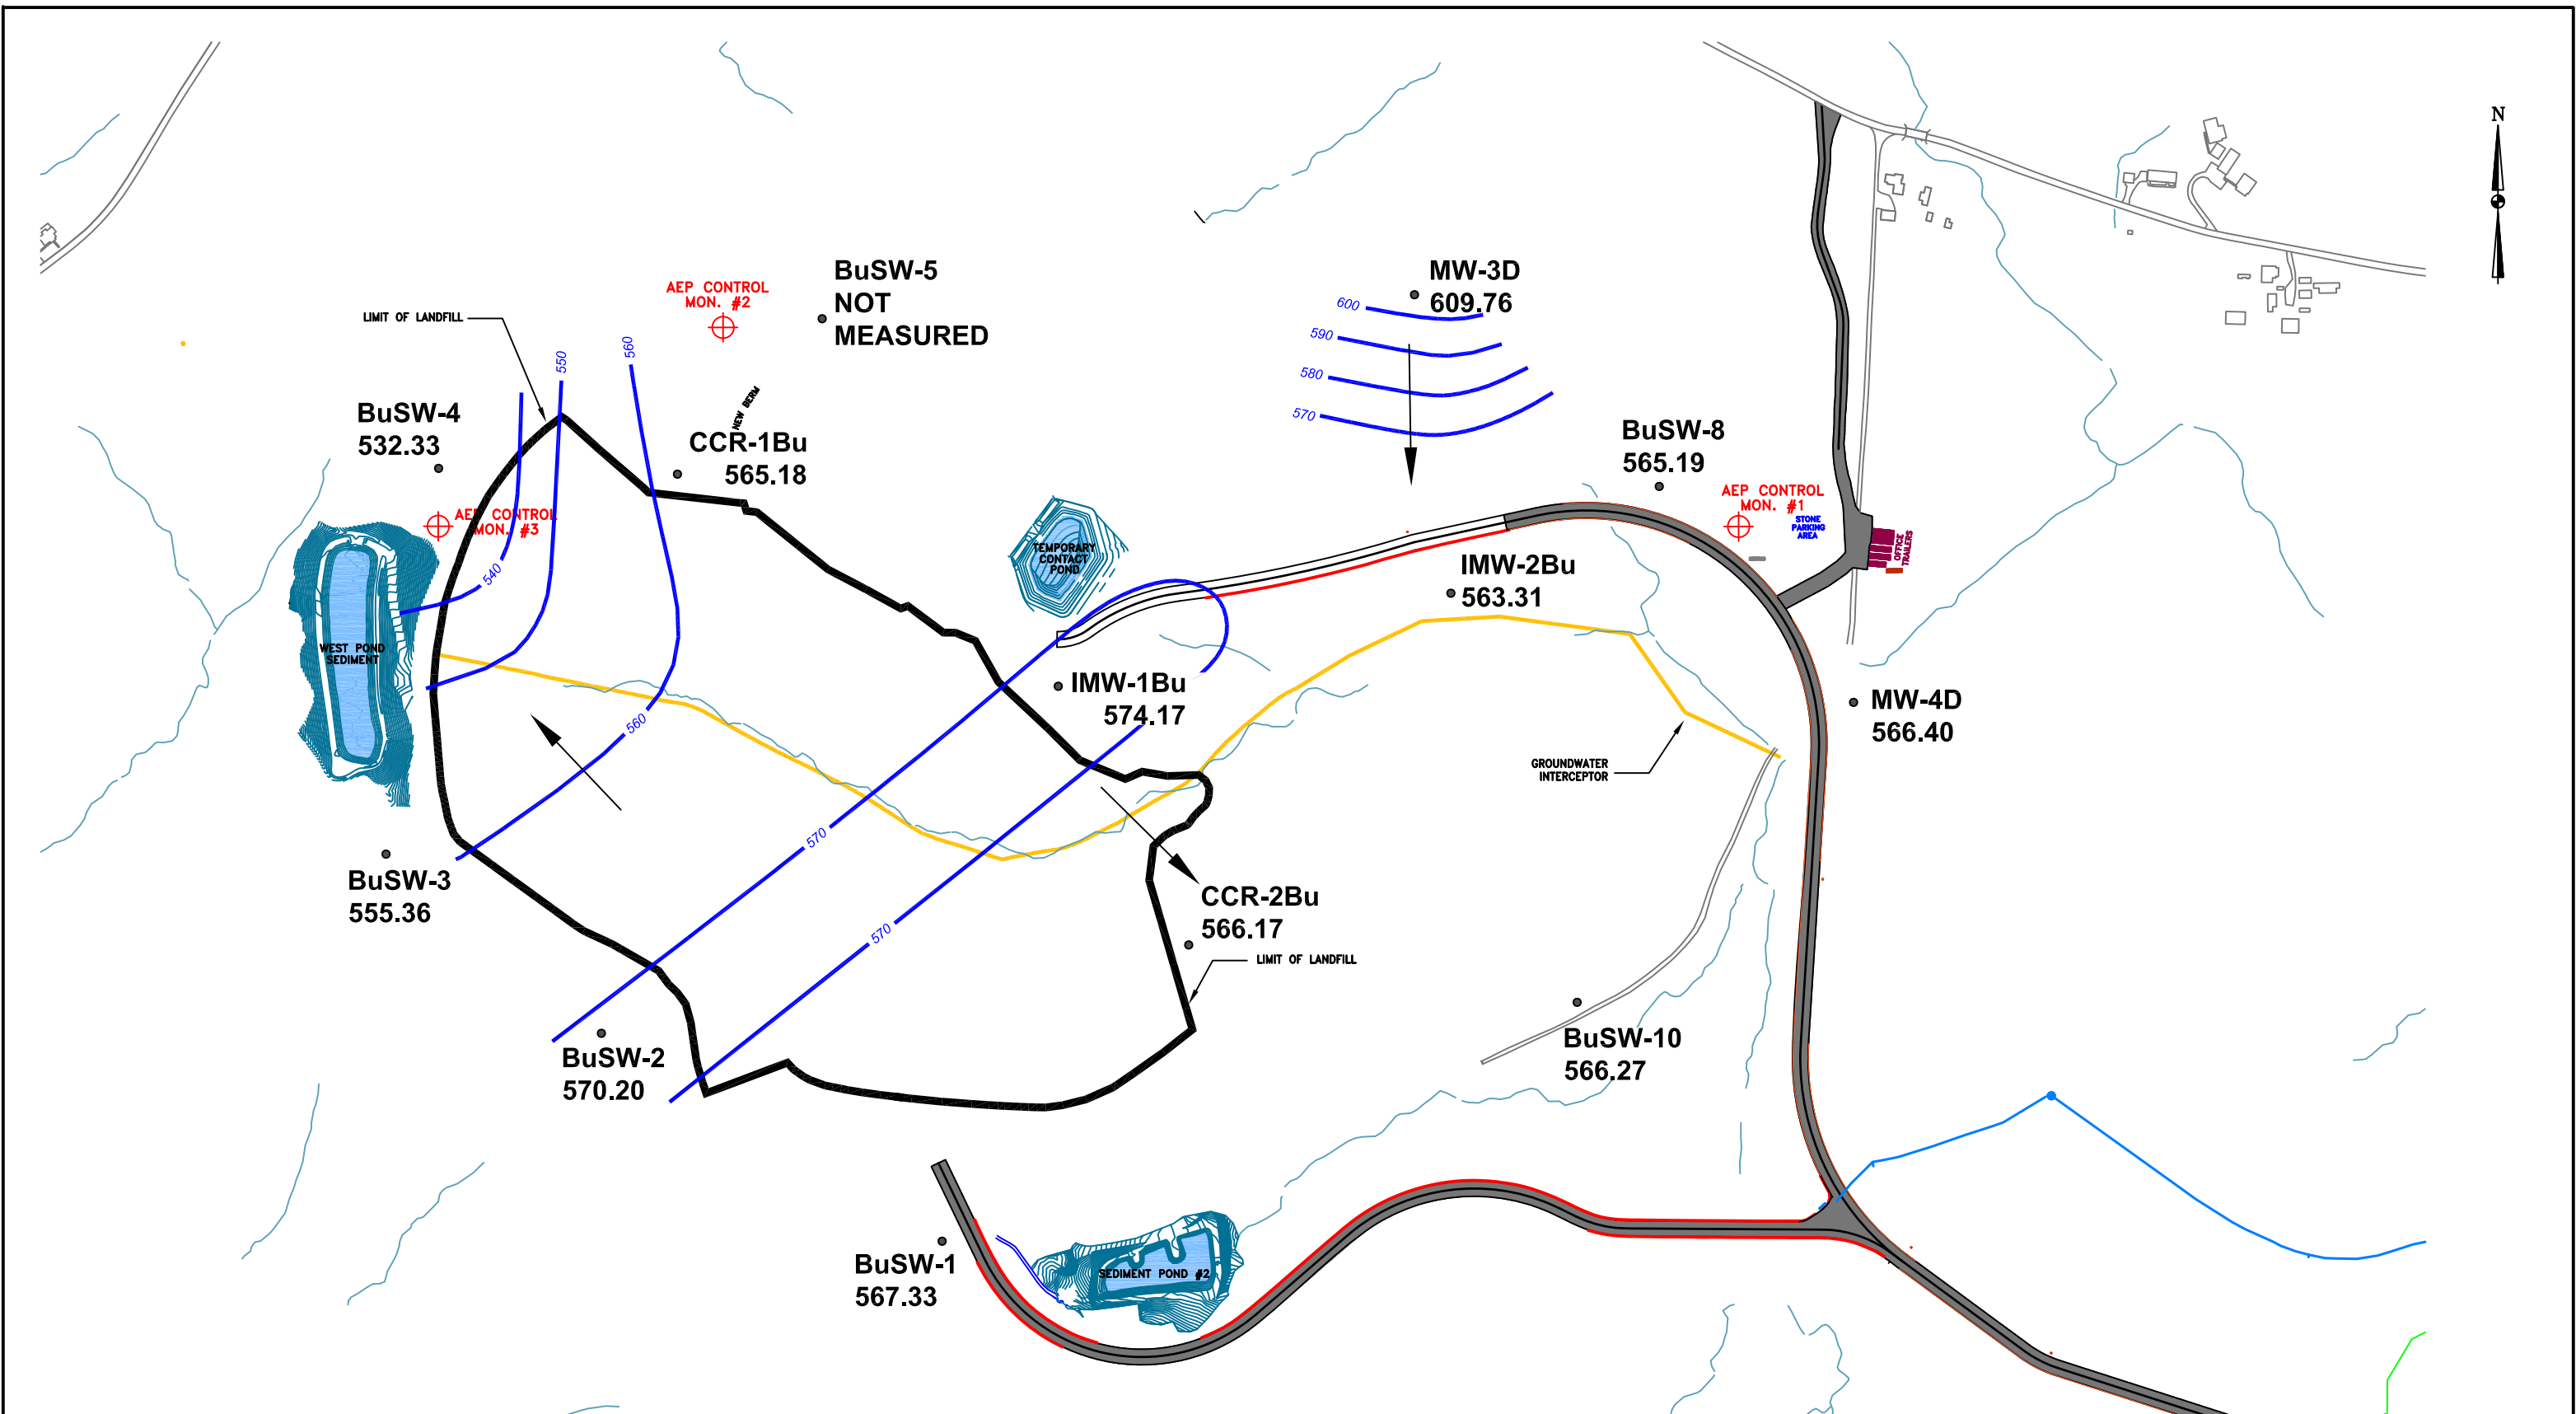 N
BuSW-5
NOT
MEASURED
AEP CONTROL
MON. #2
LIMIT OF LANDFILL
550
560
MW-3D
609.76
600
590
580
570
NEW BERM
BuSW-4
532.33
CCR-1Bu
565.18
BuSW-8
565.19
AEP CONTROL
MON. #1
STONE
PARKING
AREA
OFFICE
TRAILERS
AEP CONTROL
MON. #3
540
TEMPORARY
CONTACT
POND
IMW-2Bu
563.31
WEST POND
SEDIMENT
IMW-1Bu
574.17
MW-4D
566.40
560
GROUNDWATER
INTERCEPTOR
570
BuSW-3
555.36
CCR-2Bu
566.17
570
LIMIT OF LANDFILL
BuSW-2
570.20
BuSW-10
566.27
BuSW-1
567.33
SEDIMENT POND #2